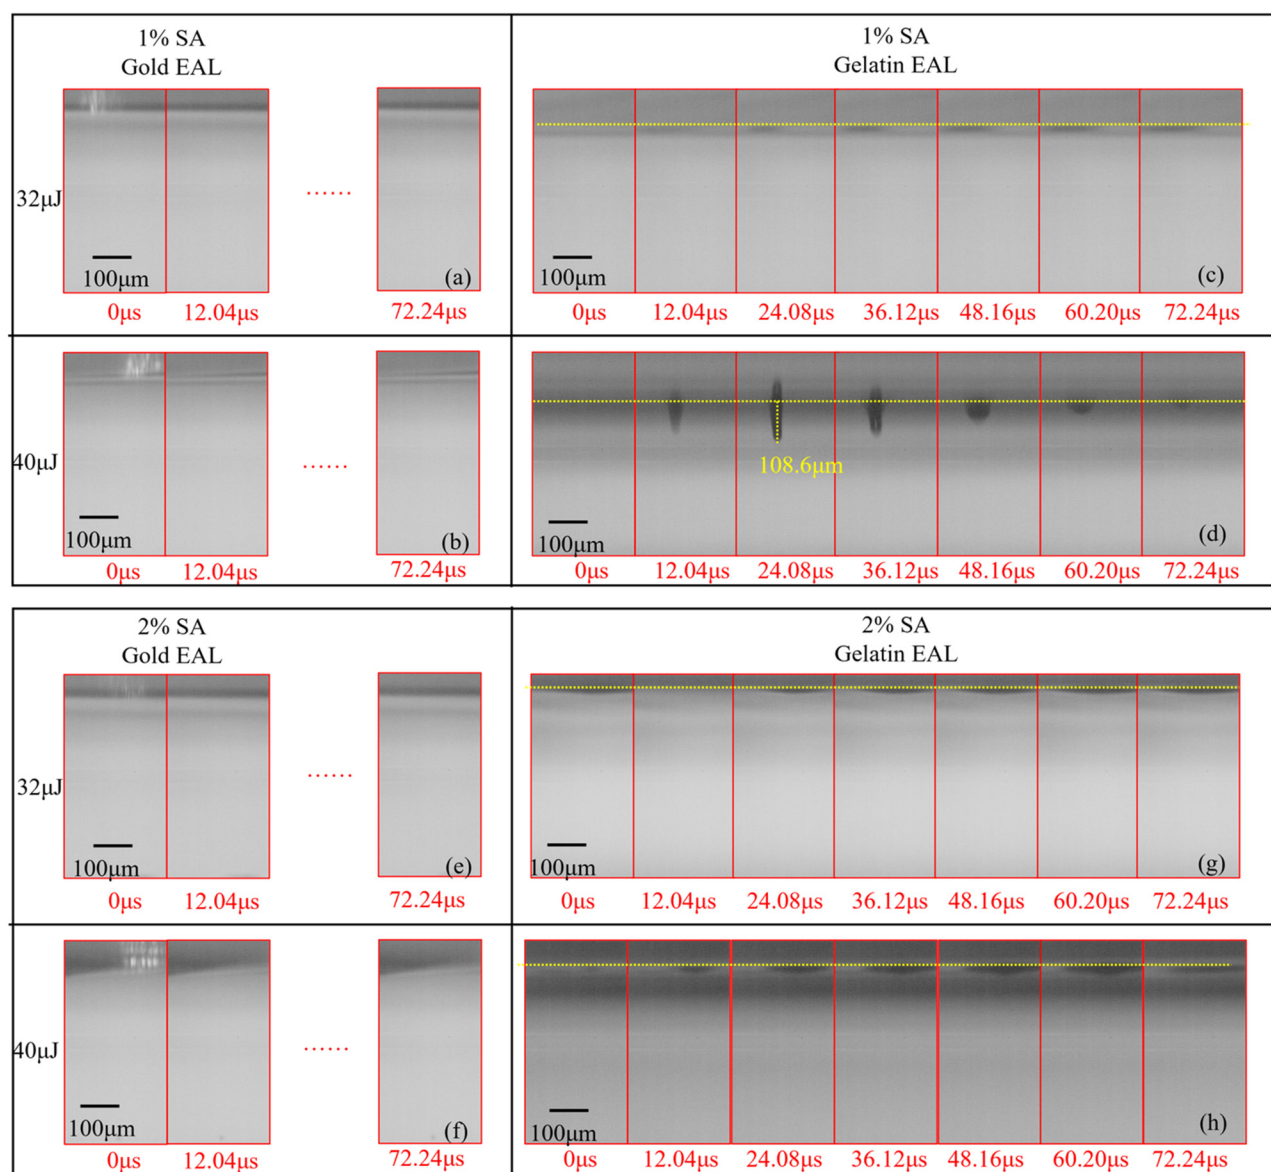 1% SA
Gold EAL
1% SA
Gelatin EAL
32μJ
......
100μm
(a)
100μm
(c)
0μs 12.04μs 72.24μs
0μs 12.04μs 24.08μs 36.12μs 48.16μs 60.20μs 72.24μs
40μJ
......
108.6μm
100μm
(b)
100μm
(d)
0μs 12.04μs 72.24μs
0μs 12.04μs 24.08μs 36.12μs 48.16μs 60.20μs 72.24μs
2% SA
Gold EAL
2% SA
Gelatin EAL
32μJ
......
100μm
(e)
100μm
(g)
0μs 12.04μs 72.24μs
0μs 12.04μs 24.08μs 36.12μs 48.16μs 60.20μs 72.24μs
40μJ
......
100μm
(f)
100μm
(h)
0μs 12.04μs 72.24μs
0μs 12.04μs 24.08μs 36.12μs 48.16μs 60.20μs 72.24μs